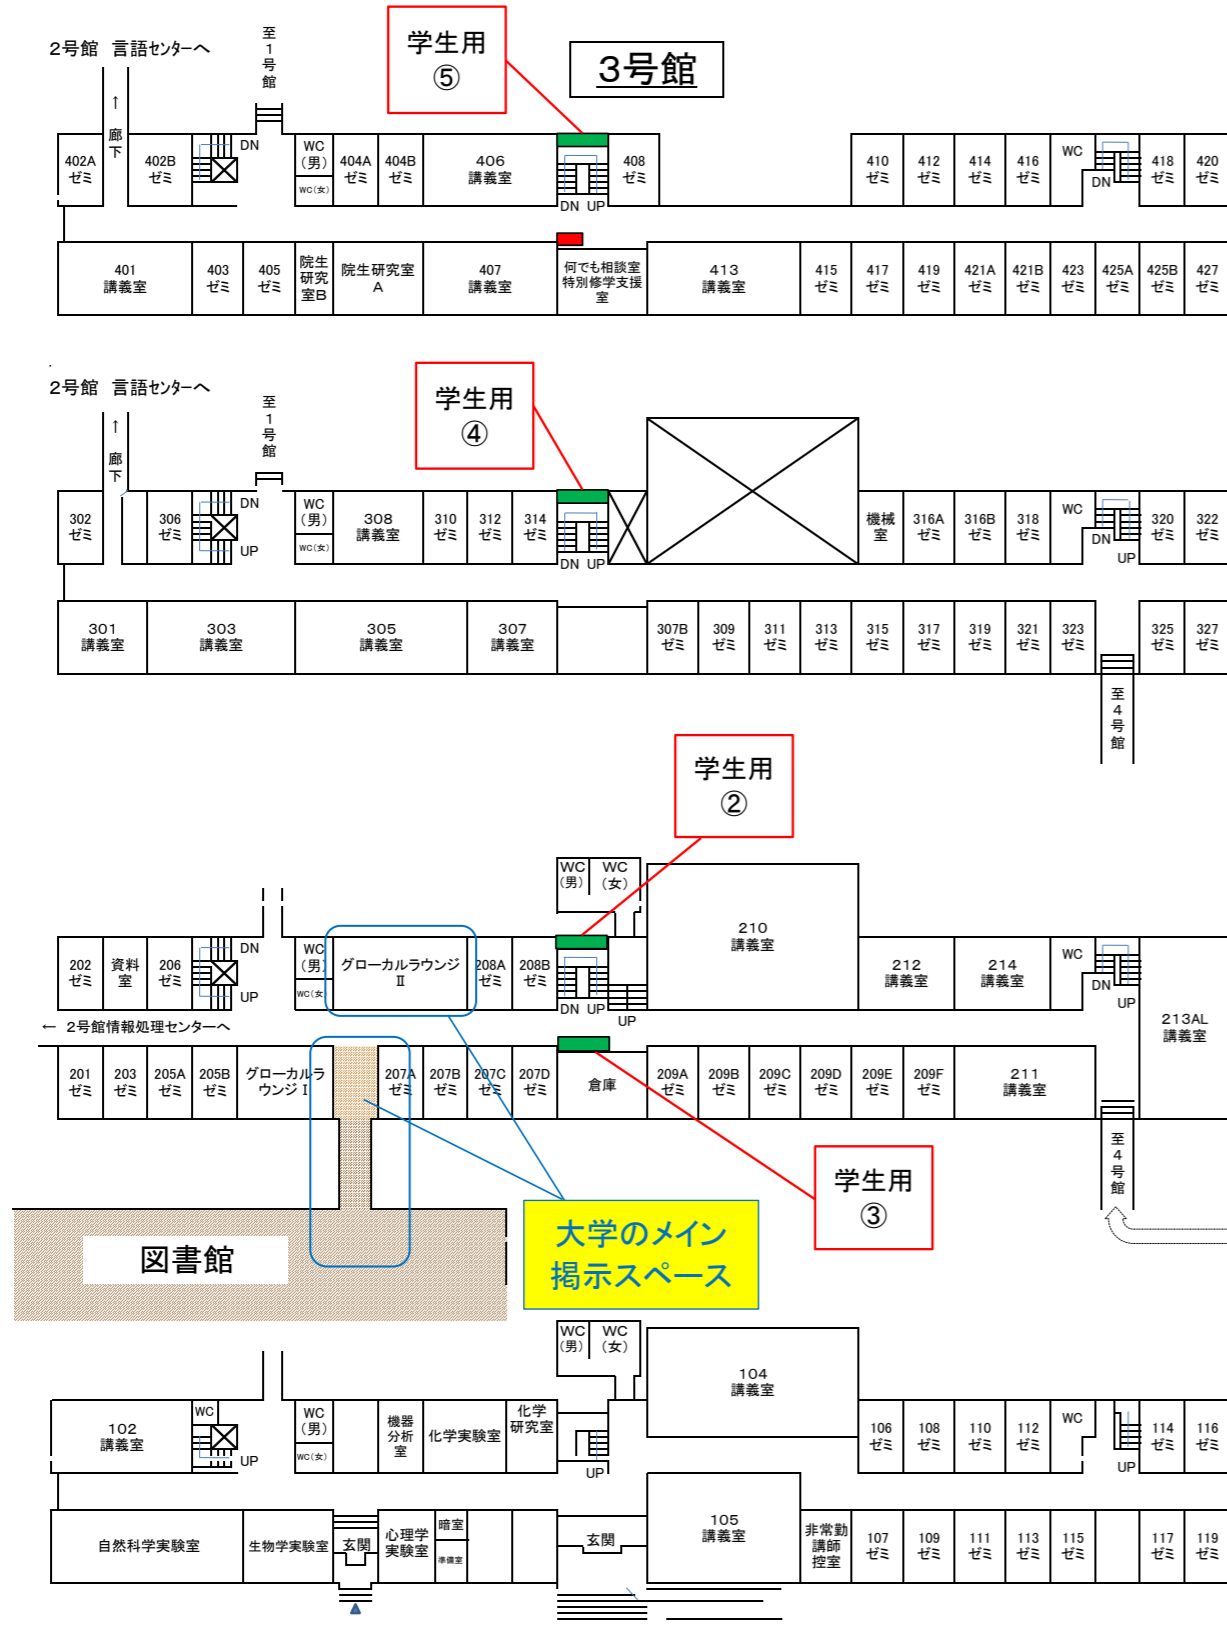 2号館 言語センターへ
至1号館
学生用
⑤
3号館
↑
廊下
402A
ゼミ
402B
ゼミ
DN
WC
(男)
WC(女)
404A
ゼミ
404B
ゼミ
406
講義室
DN UP
408
ゼミ
410
ゼミ
412
ゼミ
414
ゼミ
416
ゼミ
WC
DN
418
ゼミ
420
ゼミ
401
講義室
403
ゼミ
405
ゼミ
院生
研究
室B
院生研究室
A
407
講義室
何でも相談室
特別修学支援
室
413
講義室
415
ゼミ
417
ゼミ
419
ゼミ
421A
ゼミ
421B
ゼミ
423
ゼミ
425A
ゼミ
425B
ゼミ
427
ゼミ
2号館 言語センターへ
至1号館
学生用
④
↑
廊下
302
ゼミ
306
ゼミ
DN
UP
WC
(男)
WC(女)
308
講義室
310
ゼミ
312
ゼミ
314
ゼミ
DN UP
機械
室
316A
ゼミ
316B
ゼミ
318
ゼミ
WC
DN
UP
320
ゼミ
322
ゼミ
301
講義室
303
講義室
305
講義室
307
講義室
307B
ゼミ
309
ゼミ
311
ゼミ
313
ゼミ
315
ゼミ
317
ゼミ
319
ゼミ
321
ゼミ
323
ゼミ
325
ゼミ
327
ゼミ
至4号館
学生用
②
WC
(男)
WC
(女)
202
ゼミ
資料
室
206
ゼミ
DN
UP
WC
(男)
WC(女)
グローカルラウンジ
Ⅱ
208A
ゼミ
208B
ゼミ
DN UP
UP
210
講義室
212
講義室
214
講義室
WC
DN
UP
213AL
講義室
← 2号館情報処理センターへ
201
ゼミ
203
ゼミ
205A
ゼミ
205B
ゼミ
グローカルラ
ウンジⅠ
207A
ゼミ
207B
ゼミ
207C
ゼミ
207D
ゼミ
倉庫
209A
ゼミ
209B
ゼミ
209C
ゼミ
209D
ゼミ
209E
ゼミ
209F
ゼミ
211
講義室
至4号館
学生用
③
大学のメイン
掲示スペース
図書館
WC
(男)
WC
(女)
102
講義室
WC
UP
WC
(男)
WC(女)
機器
分析
室
化学実験室
化学
研究室
UP
104
講義室
106
ゼミ
108
ゼミ
110
ゼミ
112
ゼミ
WC
UP
114
ゼミ
116
ゼミ
自然科学実験室
生物学実験室
玄関
心理学
実験室
暗室
準備室
玄関
105
講義室
非常勤
講師
控室
107
ゼミ
109
ゼミ
111
ゼミ
113
ゼミ
115
ゼミ
117
ゼミ
119
ゼミ